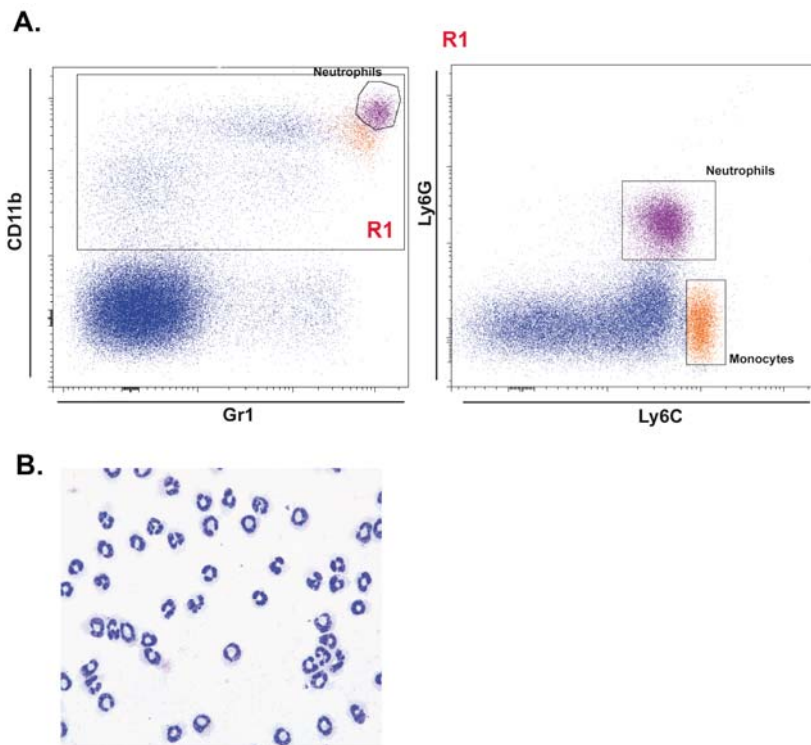 A.
R1
Neutrophils
CD11b
R1
Gr1
Ly6G
Neutrophils
Monocytes
Ly6C
B.